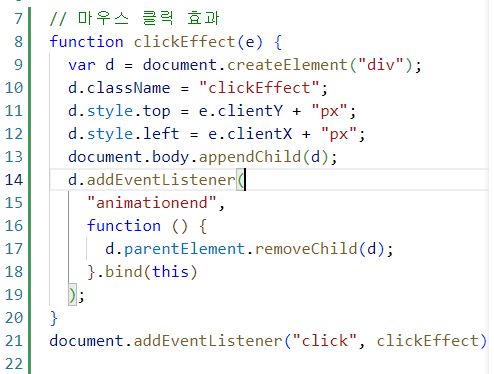 7 // 마우스 클릭 효과
8 function clickEffect(e) {
9 var d = document.createElement("div");
10 d.className = "clickEffect";
11 d.style.top = e.clientY + "px";
12 d.style.left = e.clientX + "px";
13 document.body.appendChild(d);
14 d.addEventListener(
15 "animationend",
16 function () {
17 d.parentElement.removeChild(d);
18 }.bind(this)
19 );
20 }
21 document.addEventListener("click", clickEffect)
22